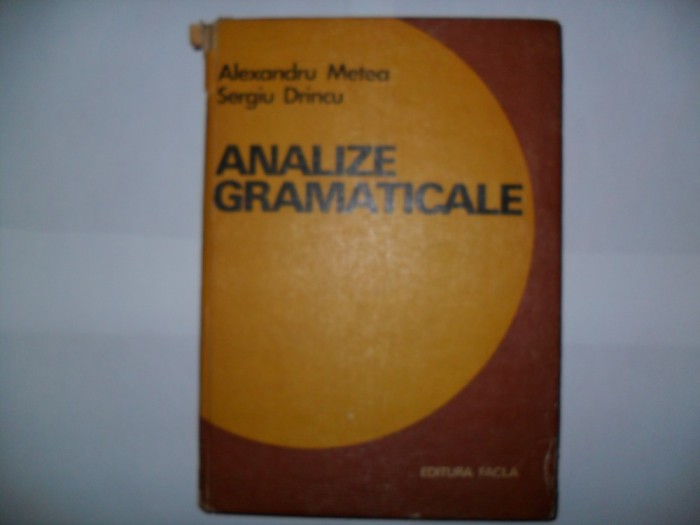 Alexandru Metea
Sergiu Drincu
ANALIZE
GRAMATICALE
EDITURA FACLA